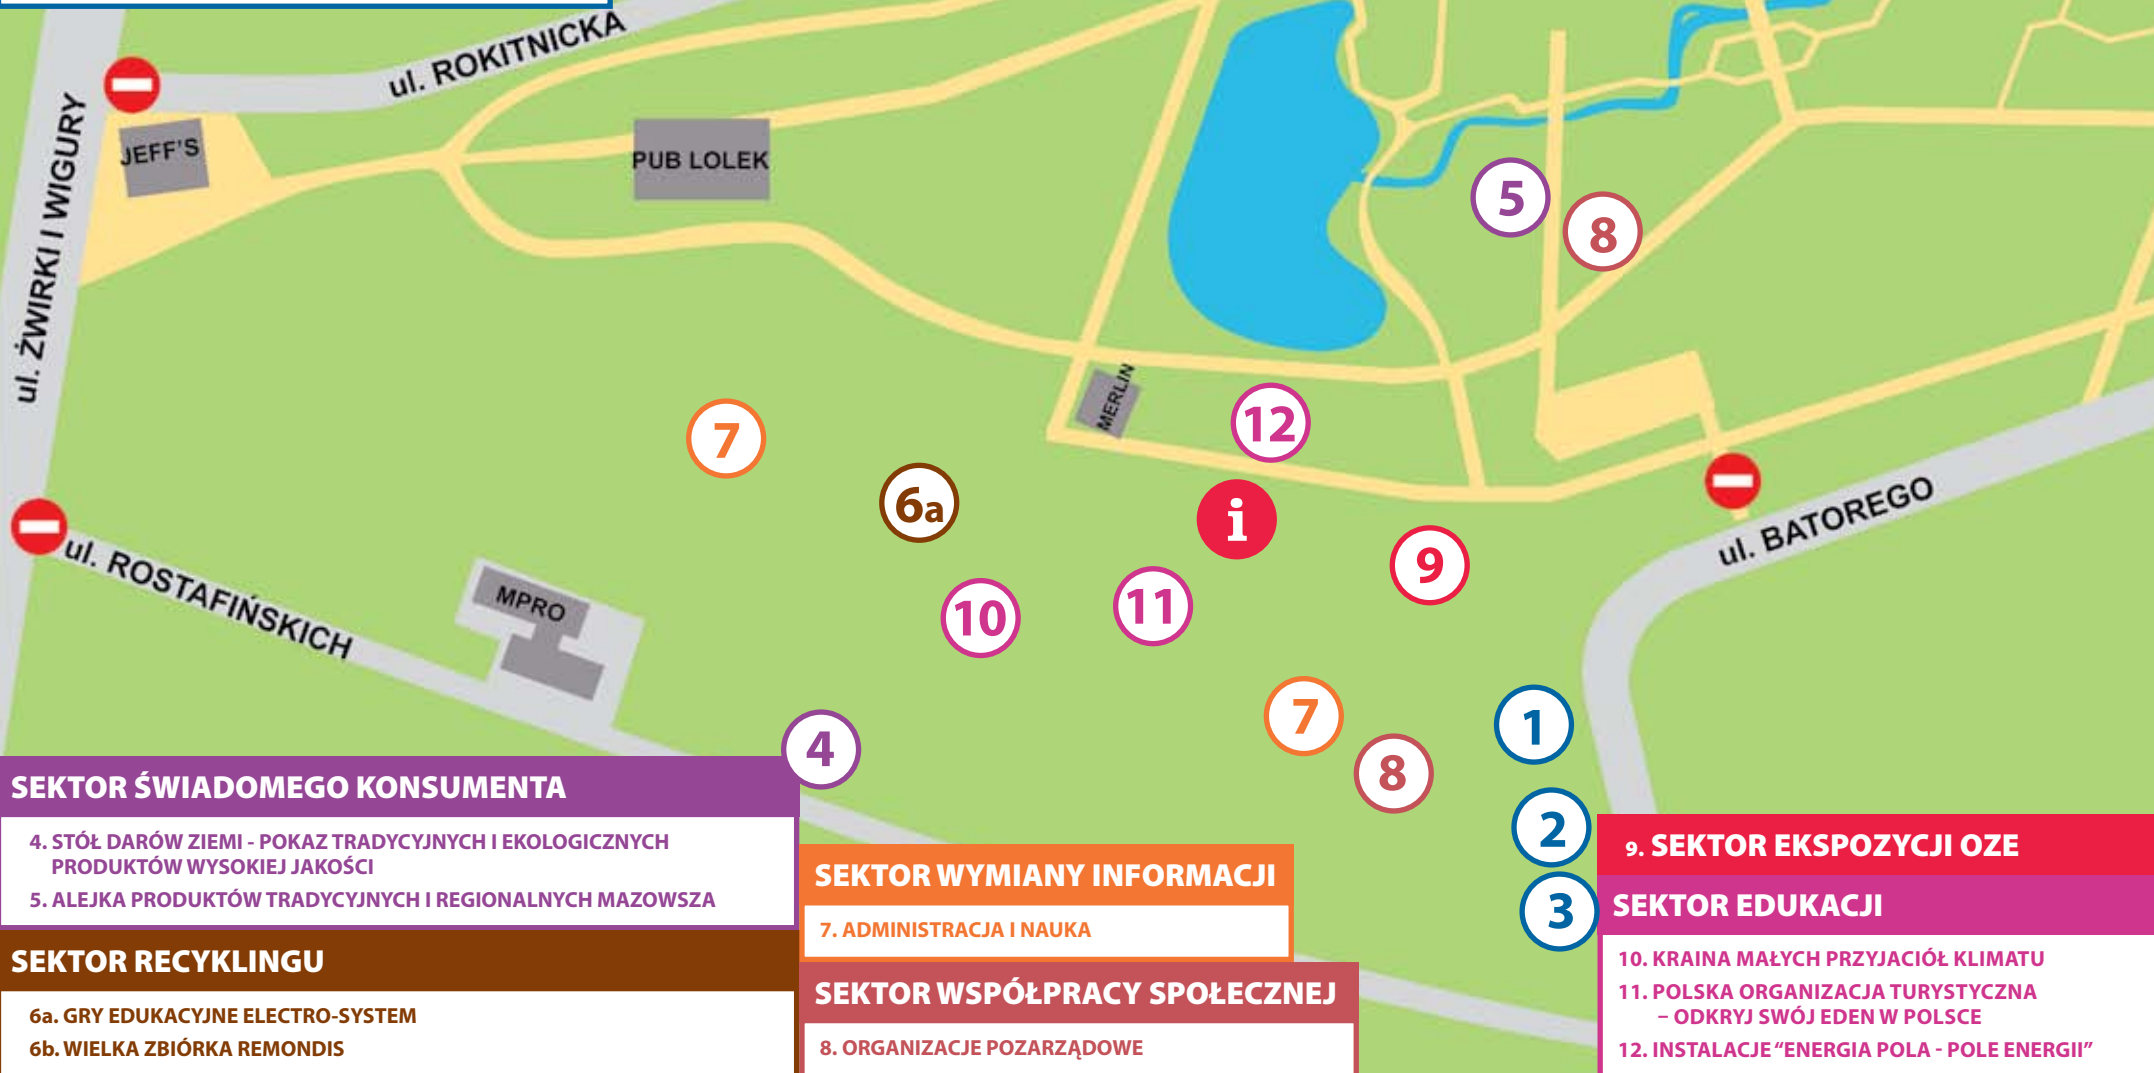 ul. ROKITNICKA
ul. ŻWIRKI I WIGURY
JEFF'S
PUB LOLEK
5
8
MERLIN
12
7
6a
i
9
ul. BATOREGO
ul. ROSTAFIŃSKICH
MPRO
10
11
7
1
4
8
2
3
SEKTOR ŚWIADOMEGO KONSUMENTA
4. STÓŁ DARÓW ZIEMI - POKAZ TRADYCYJNYCH I EKOLOGICZNYCH
PRODUKTÓW WYSOKIEJ JAKOŚCI
5. ALEJKA PRODUKTÓW TRADYCYJNYCH I REGIONALNYCH MAZOWSZA
SEKTOR RECYKLINGU
6a. GRY EDUKACYJNE ELECTRO-SYSTEM
6b. WIELKA ZBIÓRKA REMONDIS
SEKTOR WYMIANY INFORMACJI
7. ADMINISTRACJA I NAUKA
SEKTOR WSPÓŁPRACY SPOŁECZNEJ
8. ORGANIZACJE POZARZĄDOWE
9. SEKTOR EKSPOZYCJI OZE
SEKTOR EDUKACJI
10. KRAINA MAŁYCH PRZYJACIÓŁ KLIMATU
11. POLSKA ORGANIZACJA TURYSTYCZNA
– ODKRYJ SWÓJ EDEN W POLSCE
12. INSTALACJE "ENERGIA POLA - POLE ENERGII"